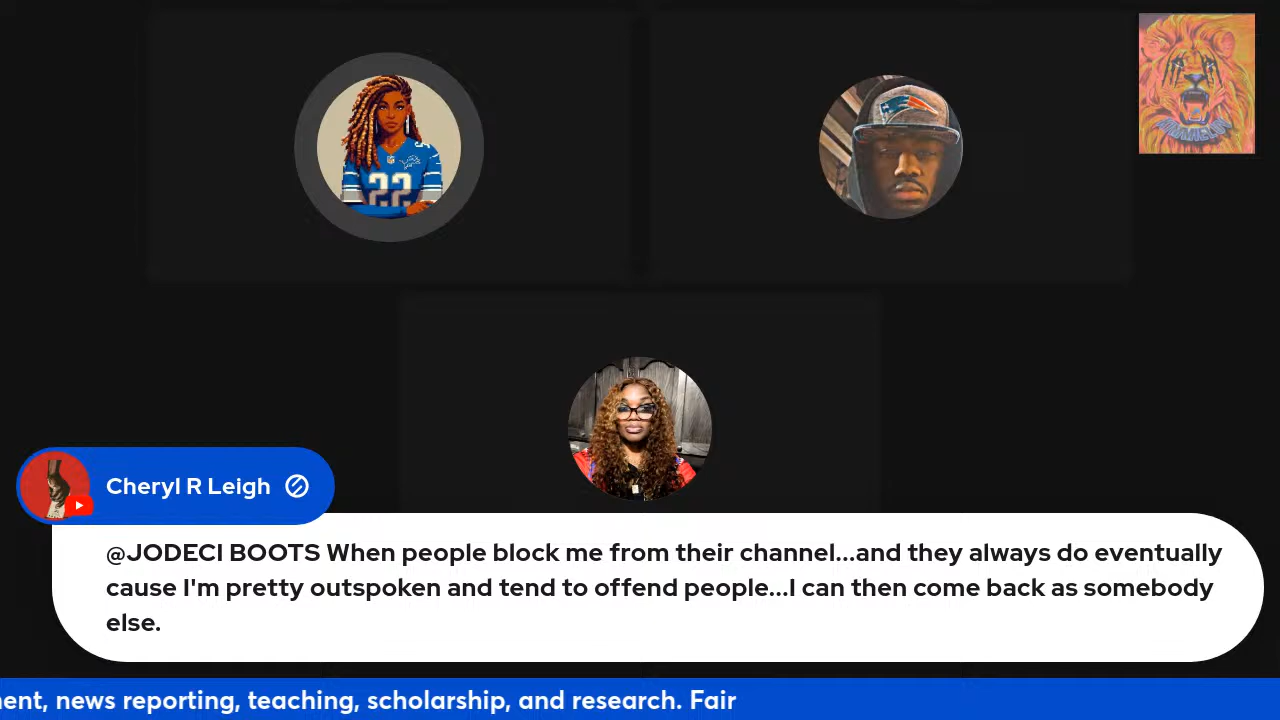 22
Cheryl R Leigh
@JODECI BOOTS When people block me from their channel...and they always do eventually
cause I'm pretty outspoken and tend to offend people...I can then come back as somebody
else.
ent, news reporting, teaching, scholarship, and research. Fair